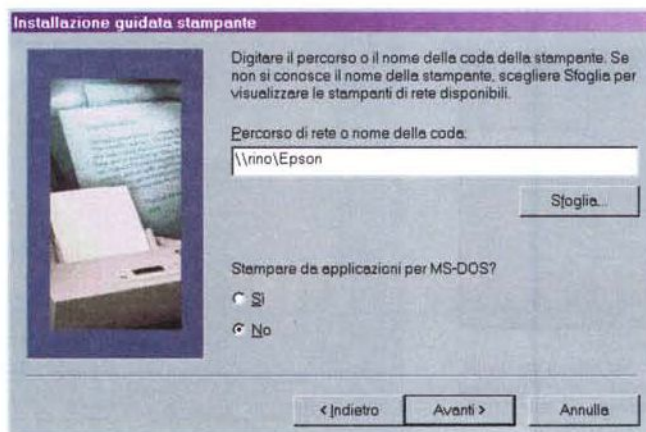 Installazione guidata stampante
Digitare il percorso o il nome della coda della stampante. Se
non si conosce il nome della stampante, scegliere Sfoglia per
visualizzare le stampanti di rete disponibili.
Percorso di rete o nome della coda:
\\rino\Epson
Sfoglia...
Stampare da applicazioni per MS-DOS?
Sì
No
< Indietro
Avanti >
Annulla